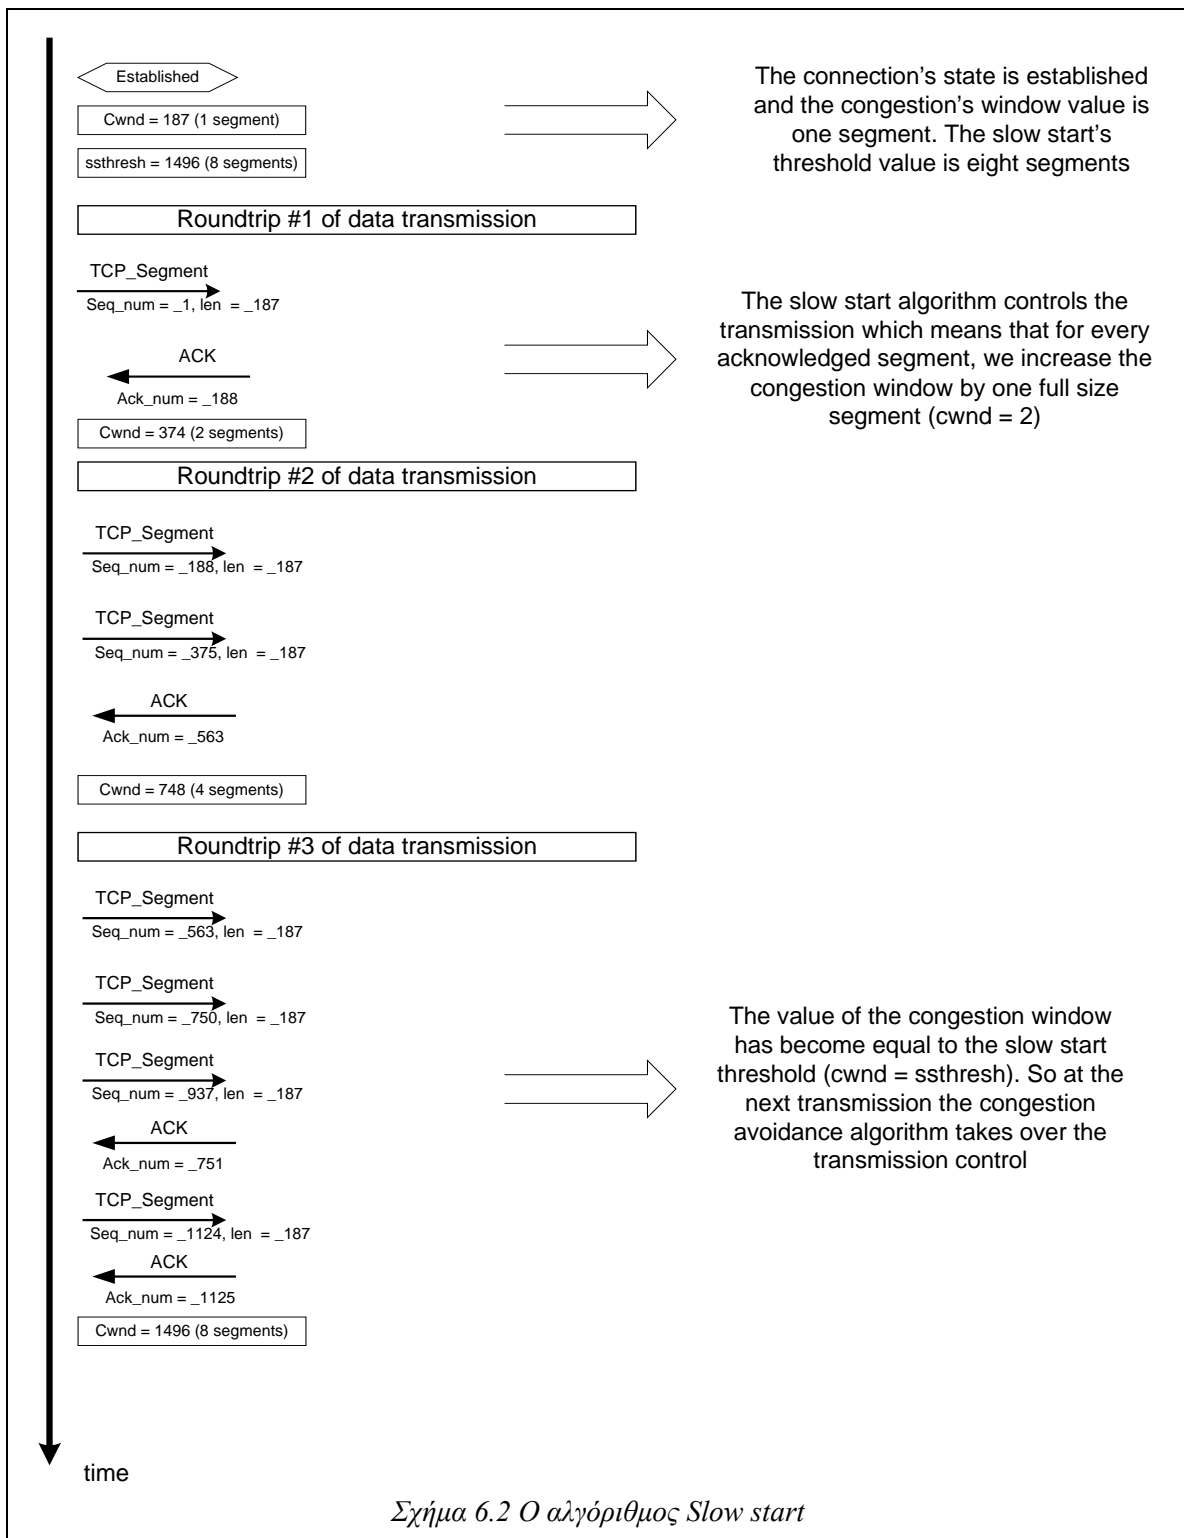 Established
Cwnd = 187 (1 segment)
ssthresh = 1496 (8 segments)
The connection's state is established
and the congestion's window value is
one segment. The slow start's
threshold value is eight segments
Roundtrip #1 of data transmission
TCP_Segment
Seq_num = _1, len = _187
ACK
Ack_num = _188
Cwnd = 374 (2 segments)
The slow start algorithm controls the
transmission which means that for every
acknowledged segment, we increase the
congestion window by one full size
segment (cwnd = 2)
Roundtrip #2 of data transmission
TCP_Segment
Seq_num = _188, len = _187
TCP_Segment
Seq_num = _375, len = _187
ACK
Ack_num = _563
Cwnd = 748 (4 segments)
Roundtrip #3 of data transmission
TCP_Segment
Seq_num = _563, len = _187
TCP_Segment
Seq_num = _750, len = _187
TCP_Segment
Seq_num = _937, len = _187
ACK
Ack_num = _751
TCP_Segment
Seq_num = _1124, len = _187
ACK
Ack_num = _1125
Cwnd = 1496 (8 segments)
The value of the congestion window
has become equal to the slow start
threshold (cwnd = ssthresh). So at the
next transmission the congestion
avoidance algorithm takes over the
transmission control
time
Σχήμα 6.2 Ο αλγόριθμος Slow start